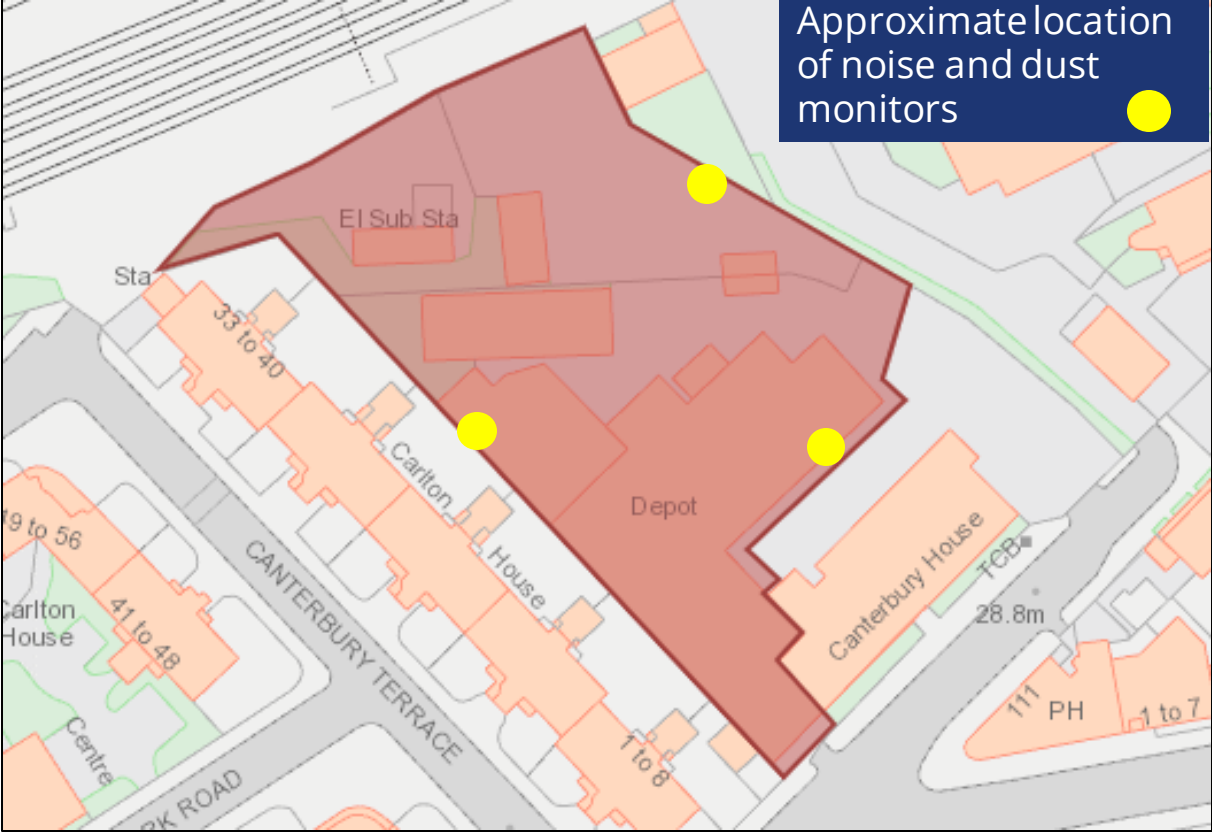 Approximate location
of noise and dust
monitors
El Sub Sta
Sta
33 to 40
Carlton
House
Depot
Canterbury House
TCB
28.8m
CANTERBURY TERRACE
49 to 56
41 to 48
Carlton
House
Centre
1 to 8
111
PH
1 to 7
RK ROAD